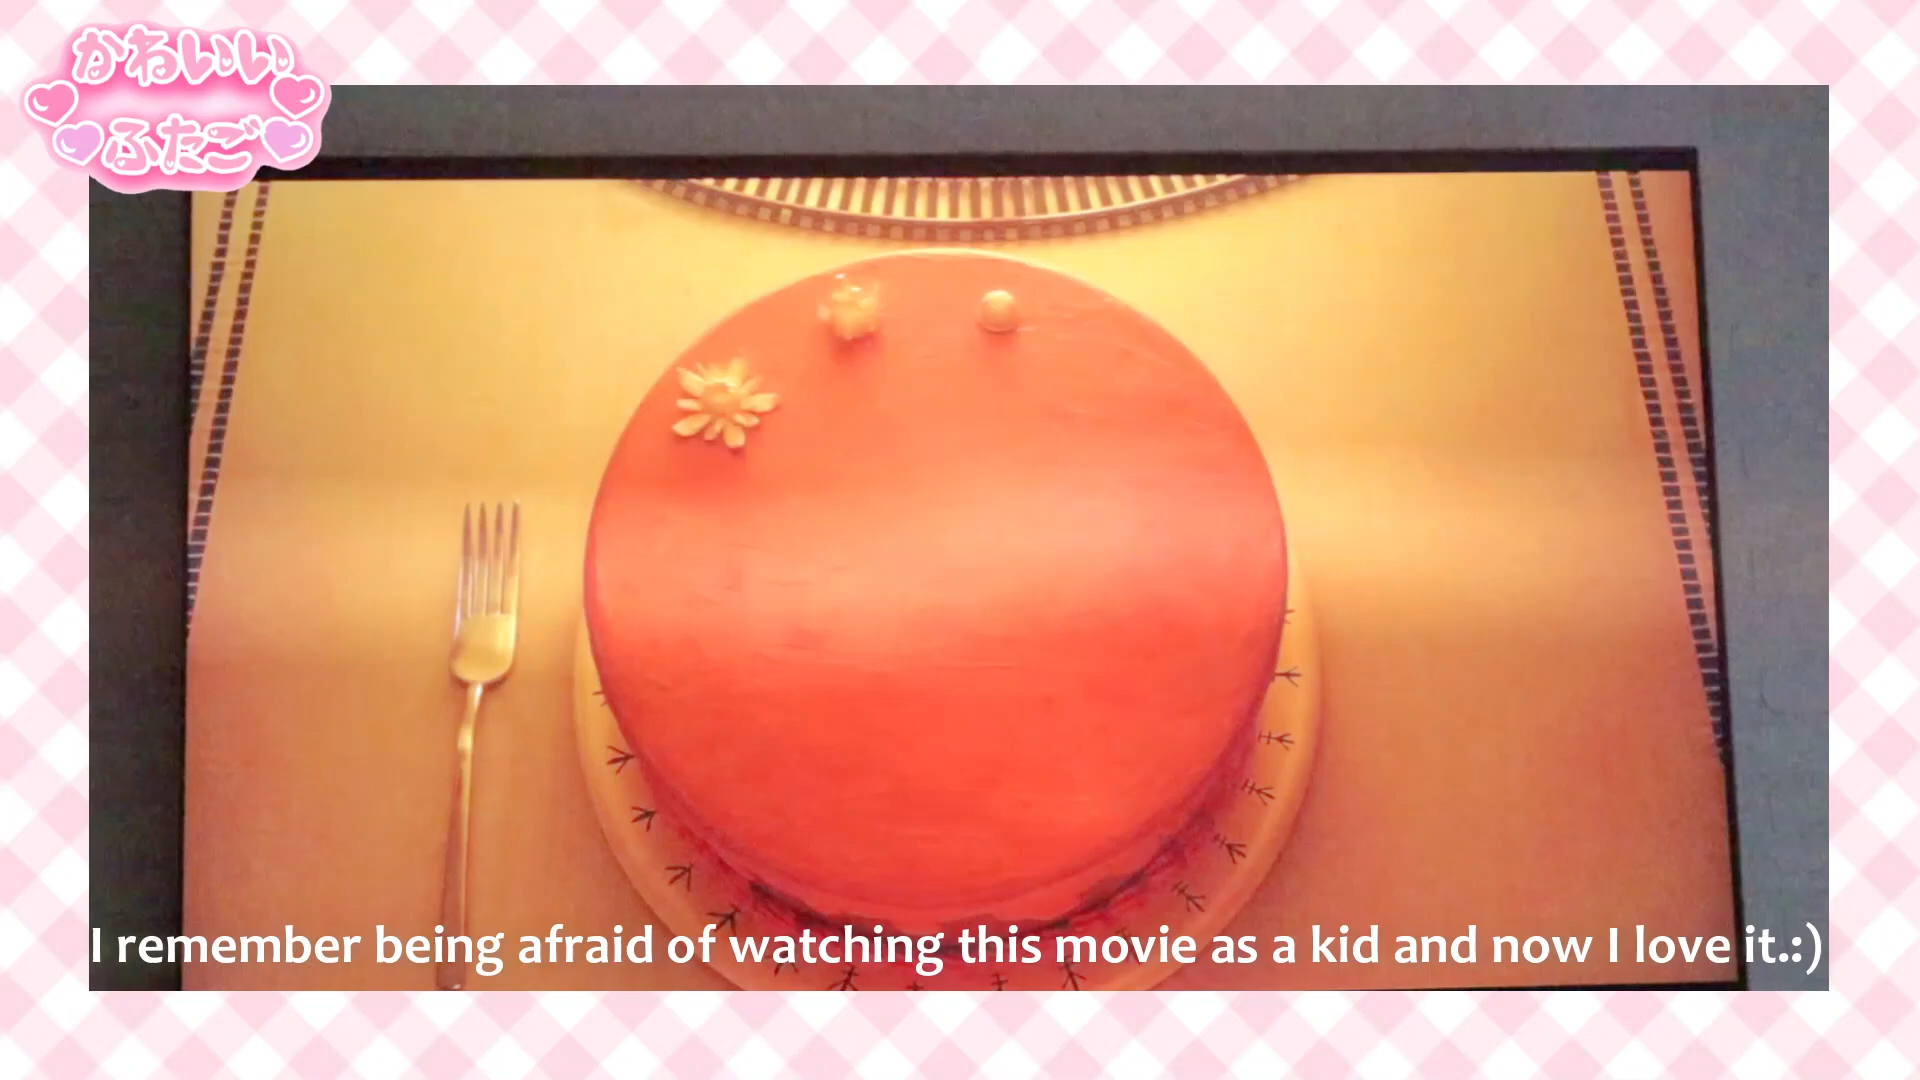 かわいい
ふたご
I remember being afraid of watching this movie as a kid and now I love it.:)